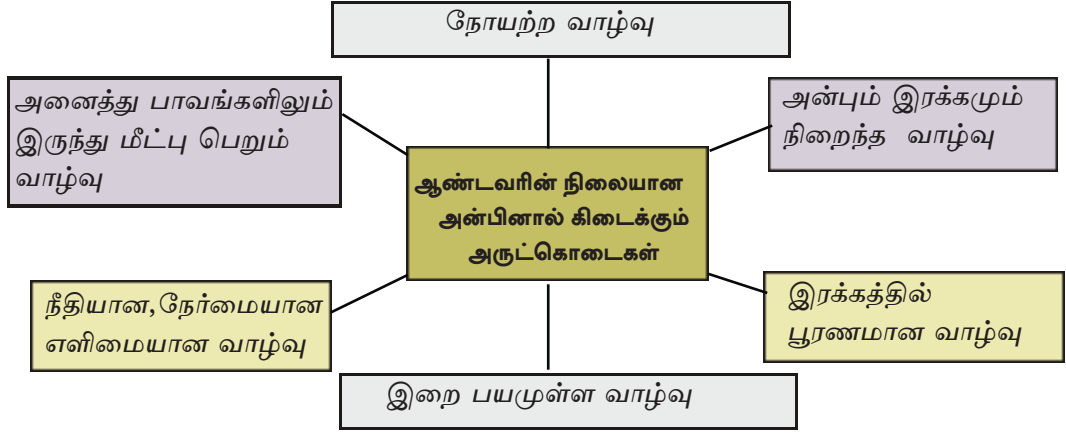 நோயற்ற வாழ்வு
அனைத்து பாவங்களிலும்
இருந்து மீட்பு பெறும்
வாழ்வு
அன்பும் இரக்கமும்
நிறைந்த வாழ்வு
ஆண்டவரின் நிலையான
அன்பினால் கிடைக்கும்
அருட்கொடைகள்
நீதியான,நேர்மையான
எளிமையான வாழ்வு
இரக்கத்தில்
பூரணமான வாழ்வு
இறை பயமுள்ள வாழ்வு